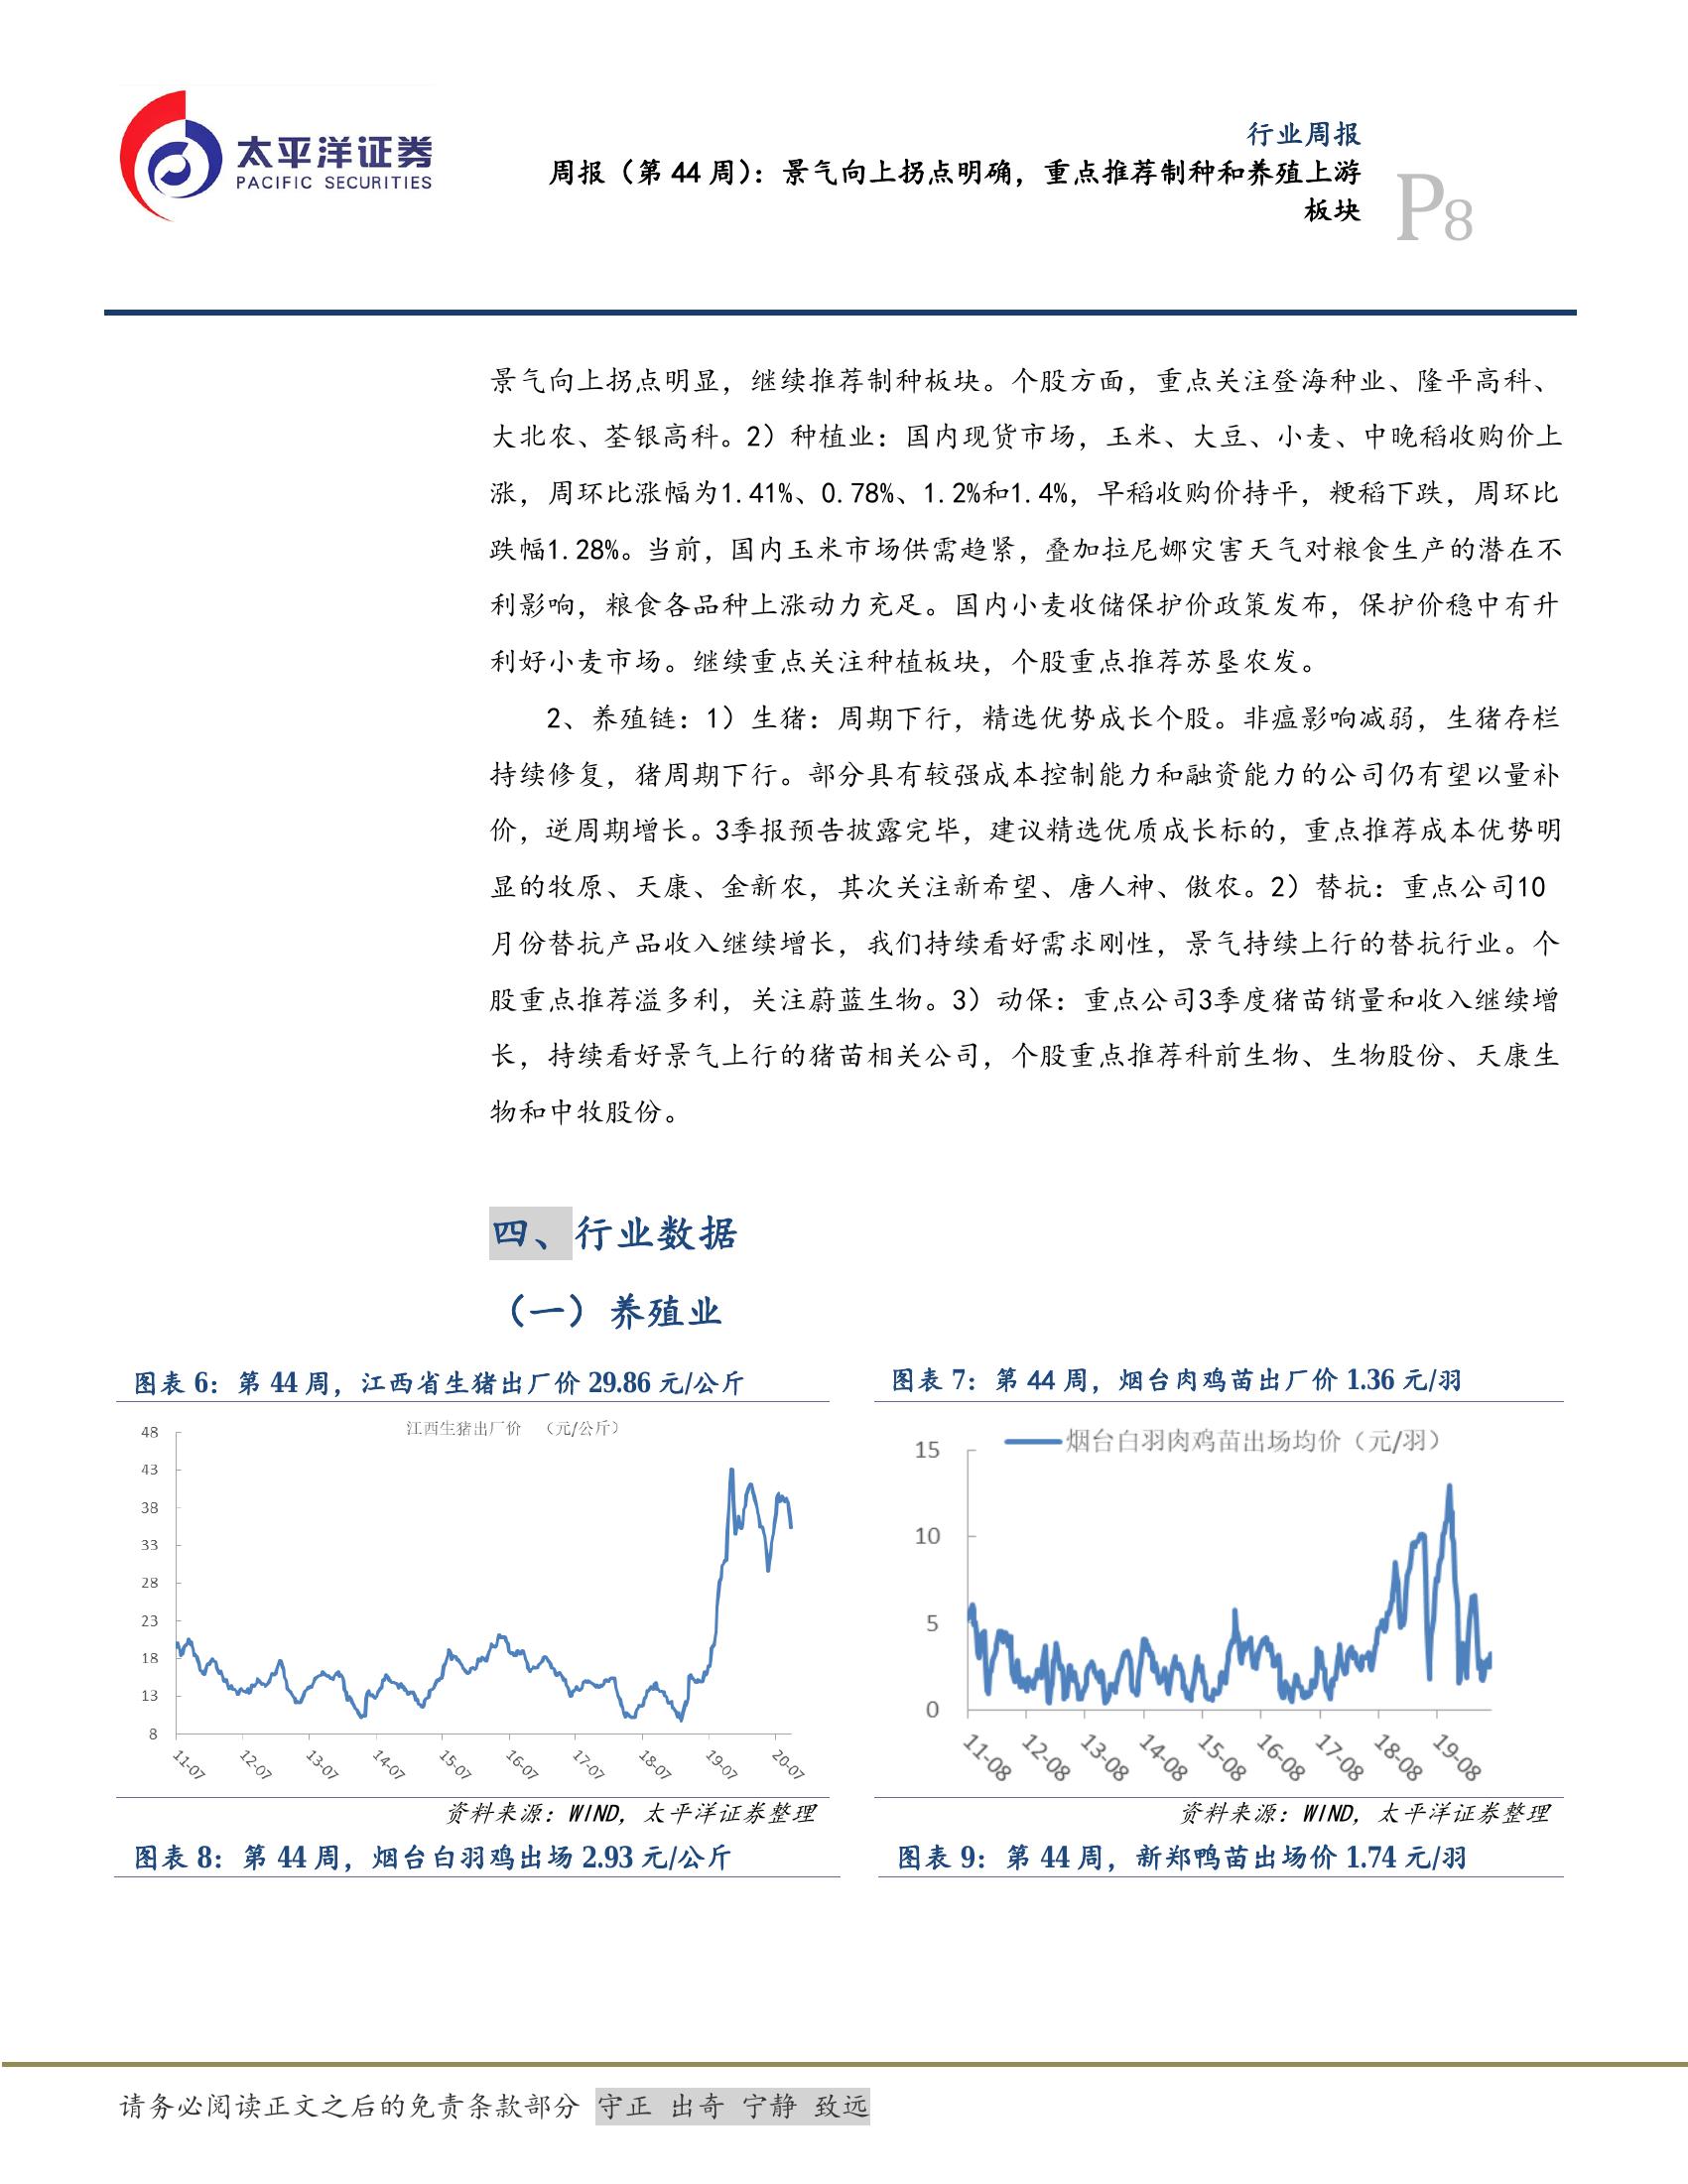 太平洋证券
PACIFIC SECURITIES
行业周报
周报（第 44 周）：景气向上拐点明确，重点推荐制种和养殖上游
板块
P8
景气向上拐点明显，继续推荐制种板块。个股方面，重点关注登海种业、隆平高科、
大北农、荃银高科。2）种植业：国内现货市场，玉米、大豆、小麦、中晚稻收购价上
涨，周环比涨幅为1.41%、0.78%、1.2%和1.4%，早稻收购价持平，粳稻下跌，周环比
跌幅1.28%。当前，国内玉米市场供需趋紧，叠加拉尼娜灾害天气对粮食生产的潜在不
利影响，粮食各品种上涨动力充足。国内小麦收储保护价政策发布，保护价稳中有升
利好小麦市场。继续重点关注种植板块，个股重点推荐苏垦农发。
2、养殖链：1）生猪：周期下行，精选优势成长个股。非瘟影响减弱，生猪存栏
持续修复，猪周期下行。部分具有较强成本控制能力和融资能力的公司仍有望以量补
价，逆周期增长。3季报预告披露完毕，建议精选优质成长标的，重点推荐成本优势明
显的牧原、天康、金新农，其次关注新希望、唐人神、傲农。2）替抗：重点公司10
月份替抗产品收入继续增长，我们持续看好需求刚性，景气持续上行的替抗行业。个
股重点推荐溢多利，关注蔚蓝生物。3）动保：重点公司3季度猪苗销量和收入继续增
长，持续看好景气上行的猪苗相关公司，个股重点推荐科前生物、生物股份、天康生
物和中牧股份。
四、行业数据
（一）养殖业
图表 6：第 44 周，江西省生猪出厂价 29.86 元/公斤
江西生猪出厂价 （元/公斤）
48
43
38
33
28
23
18
13
8
11-07 12-07 13-07 14-07 15-07 16-07 17-07 18-07 19-07 20-07
资料来源：WIND，太平洋证券整理
图表 7：第 44 周，烟台肉鸡苗出厂价 1.36 元/羽
烟台白羽肉鸡苗出场均价（元/羽）
15
10
5
0
11-08 12-08 13-08 14-08 15-08 16-08 17-08 18-08 19-08
资料来源：WIND，太平洋证券整理
图表 8：第 44 周，烟台白羽鸡出场 2.93 元/公斤
图表 9：第 44 周，新郑鸭苗出场价 1.74 元/羽
请务必阅读正文之后的免责条款部分 守正 出奇 宁静 致远